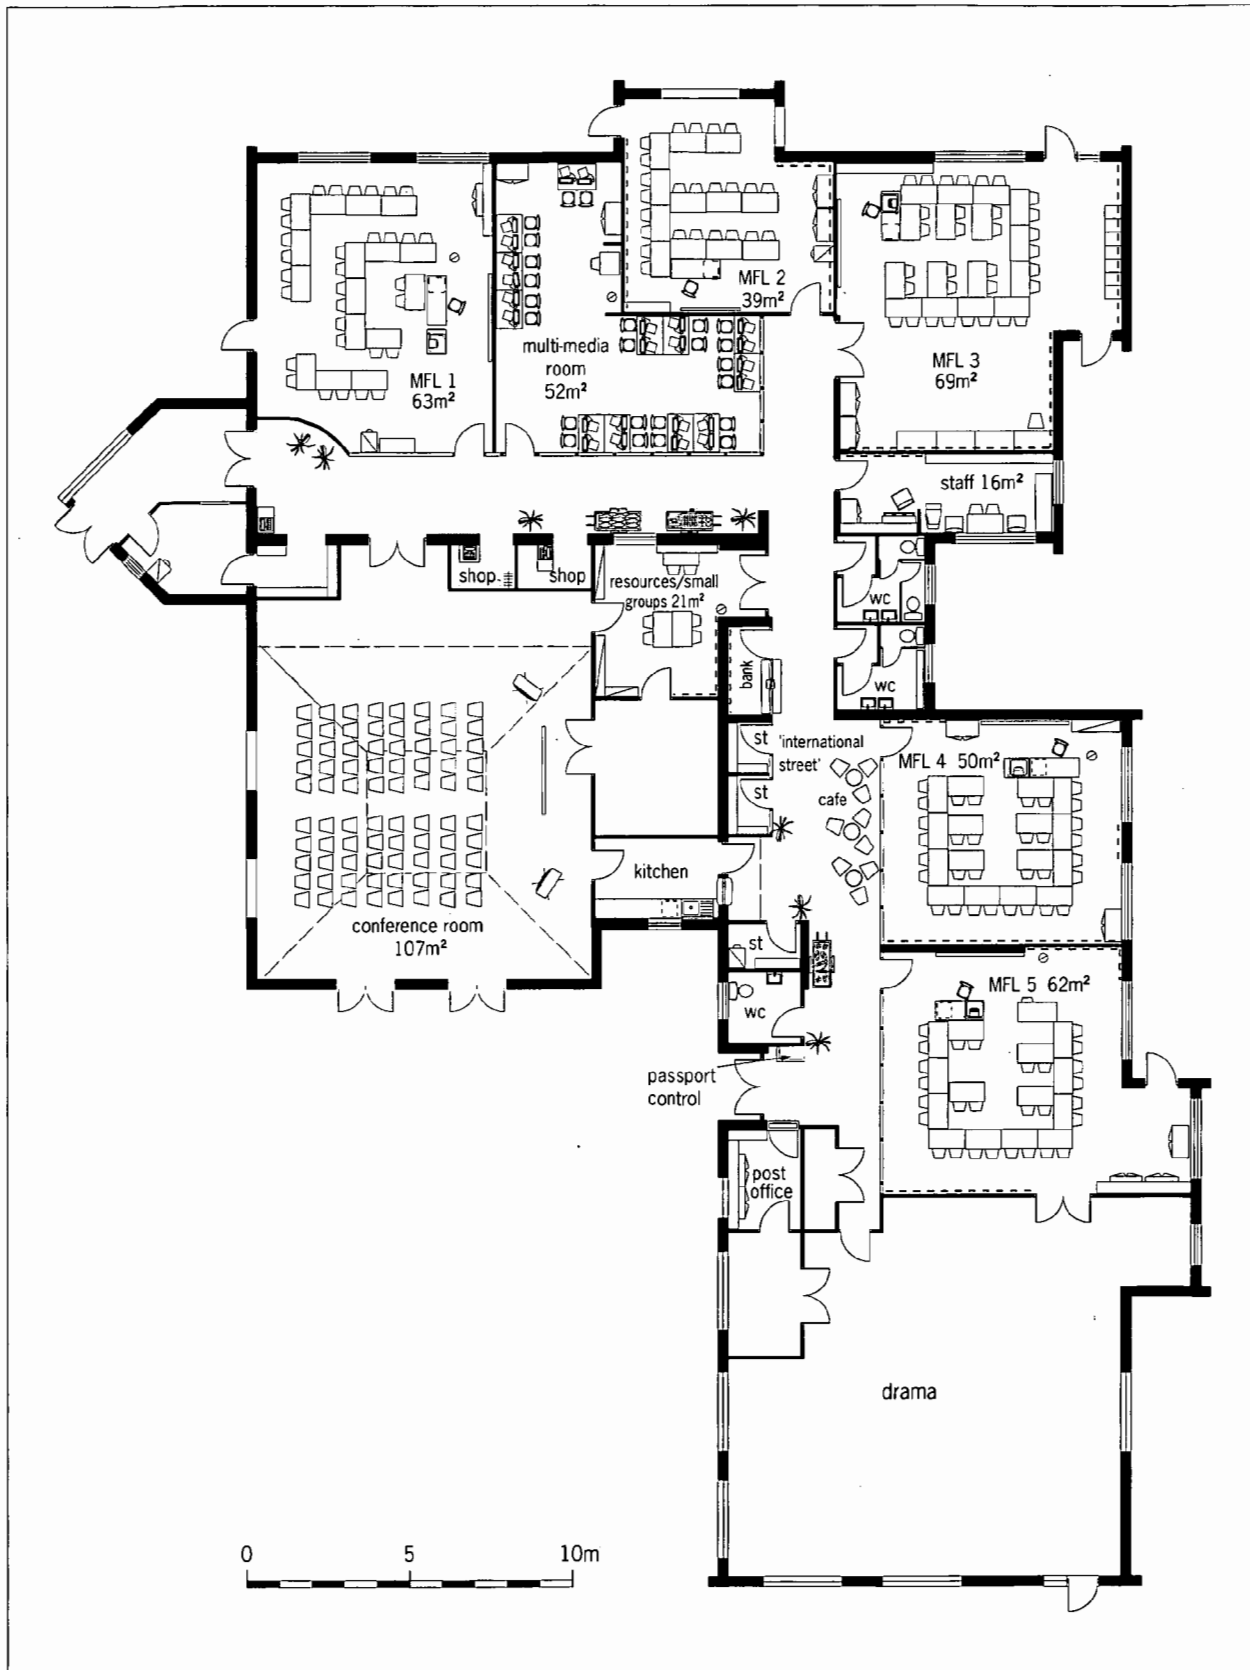 MFL 1
63m²
multi-media
room
52m²
MFL 2
39m²
MFL 3
69m²
staff 16m²
shop
shop
resources/small
groups 21m²
wc
wc
bank
st
'international
street'
st
cafe
MFL 4 50m²
kitchen
conference room
107m²
st
wc
MFL 5 62m²
passport
control
post
office
drama
0 5 10m